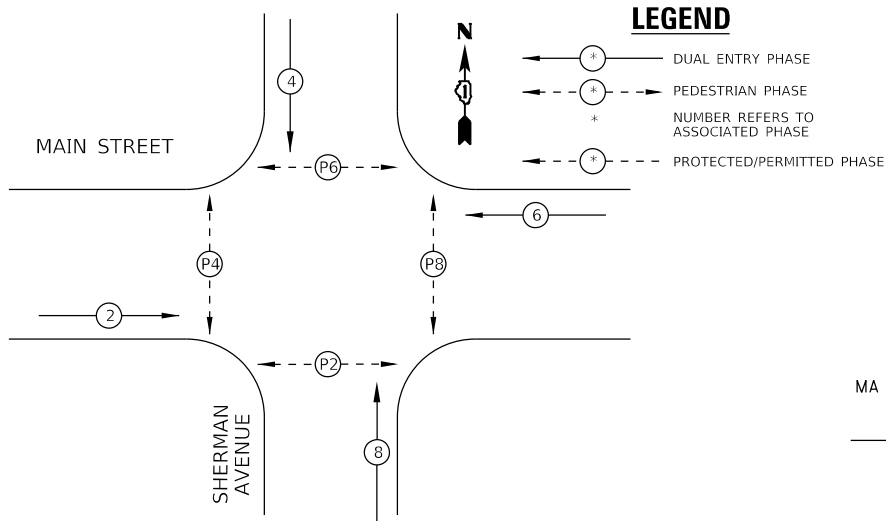 LEGEND
N
1
4
*
DUAL ENTRY PHASE
*
PEDESTRIAN PHASE
*
NUMBER REFERS TO
ASSOCIATED PHASE
*
PROTECTED/PERMITTED PHASE
MAIN STREET
P6
6
P4
P8
2
P2
MA
SHERMAN
AVENUE
8